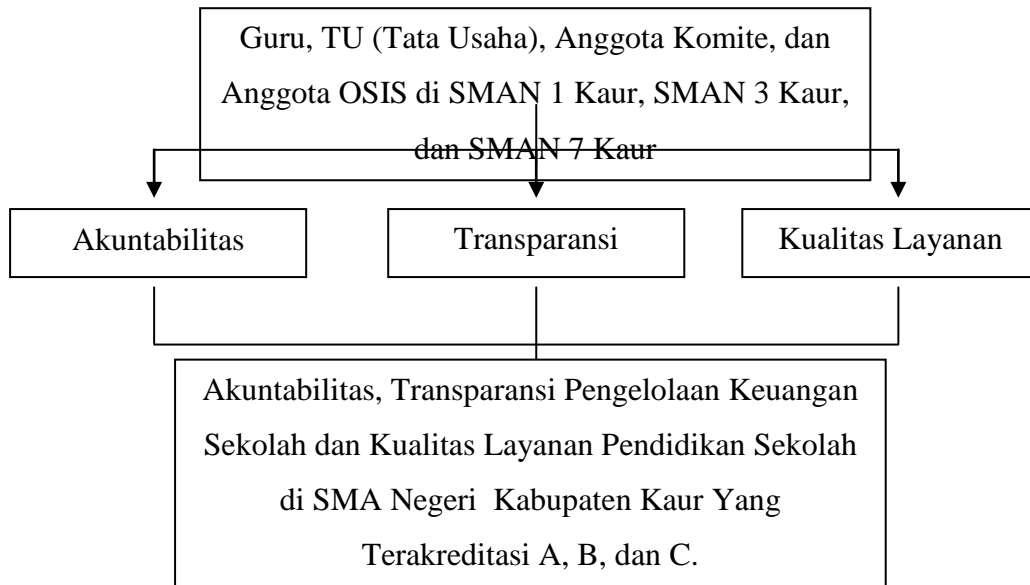 Guru, TU (Tata Usaha), Anggota Komite, dan
Anggota OSIS di SMAN 1 Kaur, SMAN 3 Kaur,
dan SMAN 7 Kaur
Akuntabilitas
Transparansi
Kualitas Layanan
Akuntabilitas, Transparansi Pengelolaan Keuangan
Sekolah dan Kualitas Layanan Pendidikan Sekolah
di SMA Negeri Kabupaten Kaur Yang
Terakreditasi A, B, dan C.